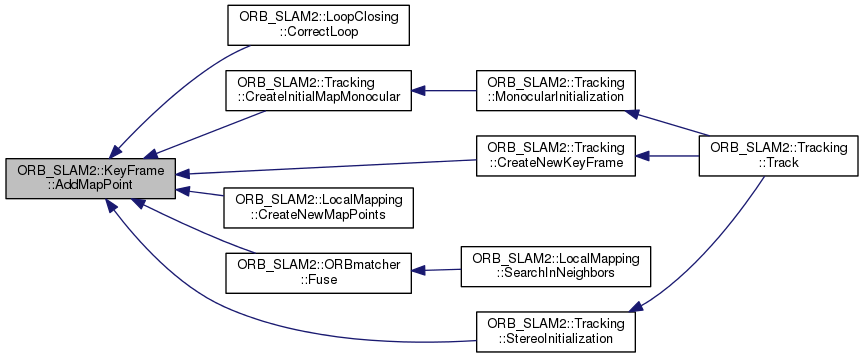 ORB_SLAM2::LoopClosing
::CorrectLoop
ORB_SLAM2::Tracking
::CreateInitialMapMonocular
ORB_SLAM2::Tracking
::MonocularInitialization
ORB_SLAM2::Tracking
::CreateNewKeyFrame
ORB_SLAM2::Tracking
::Track
ORB_SLAM2::KeyFrame
::AddMapPoint
ORB_SLAM2::LocalMapping
::CreateNewMapPoints
ORB_SLAM2::ORBmatcher
::Fuse
ORB_SLAM2::LocalMapping
::SearchInNeighbors
ORB_SLAM2::Tracking
::StereoInitialization